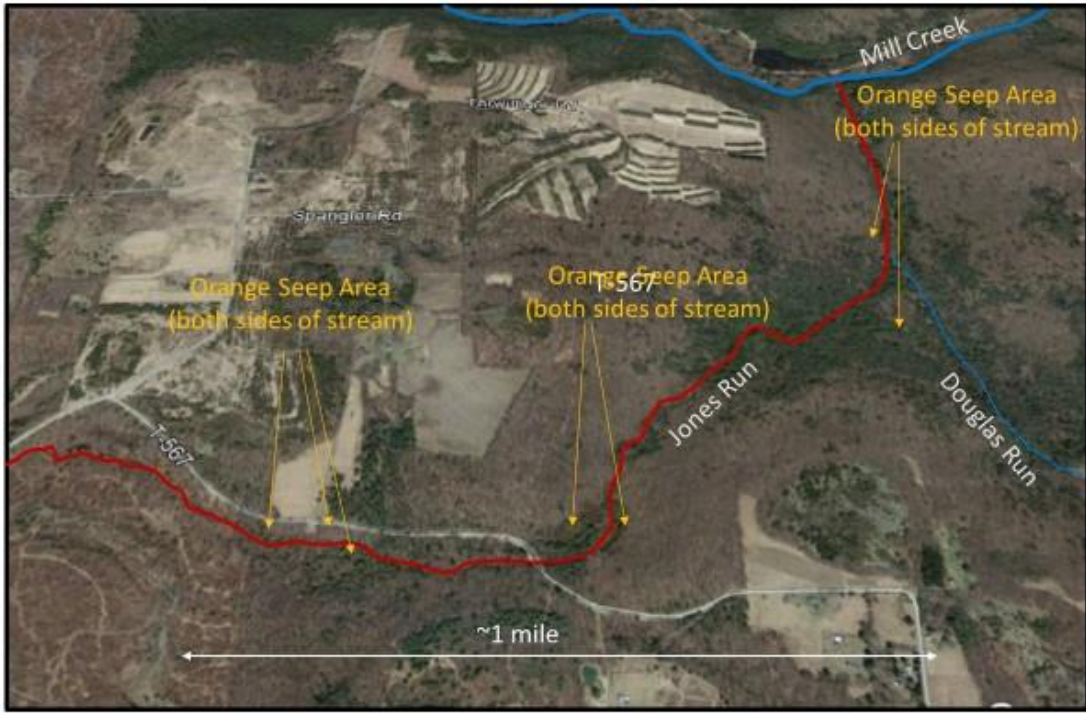 Mill Creek
Orange Seep Area
(both sides of stream)
Spangler Rd
Orange Seep Area
(both sides of stream)
T-567
Orange Seep Area
(both sides of stream)
Jones Run
Douglas Run
T-567
~1 mile